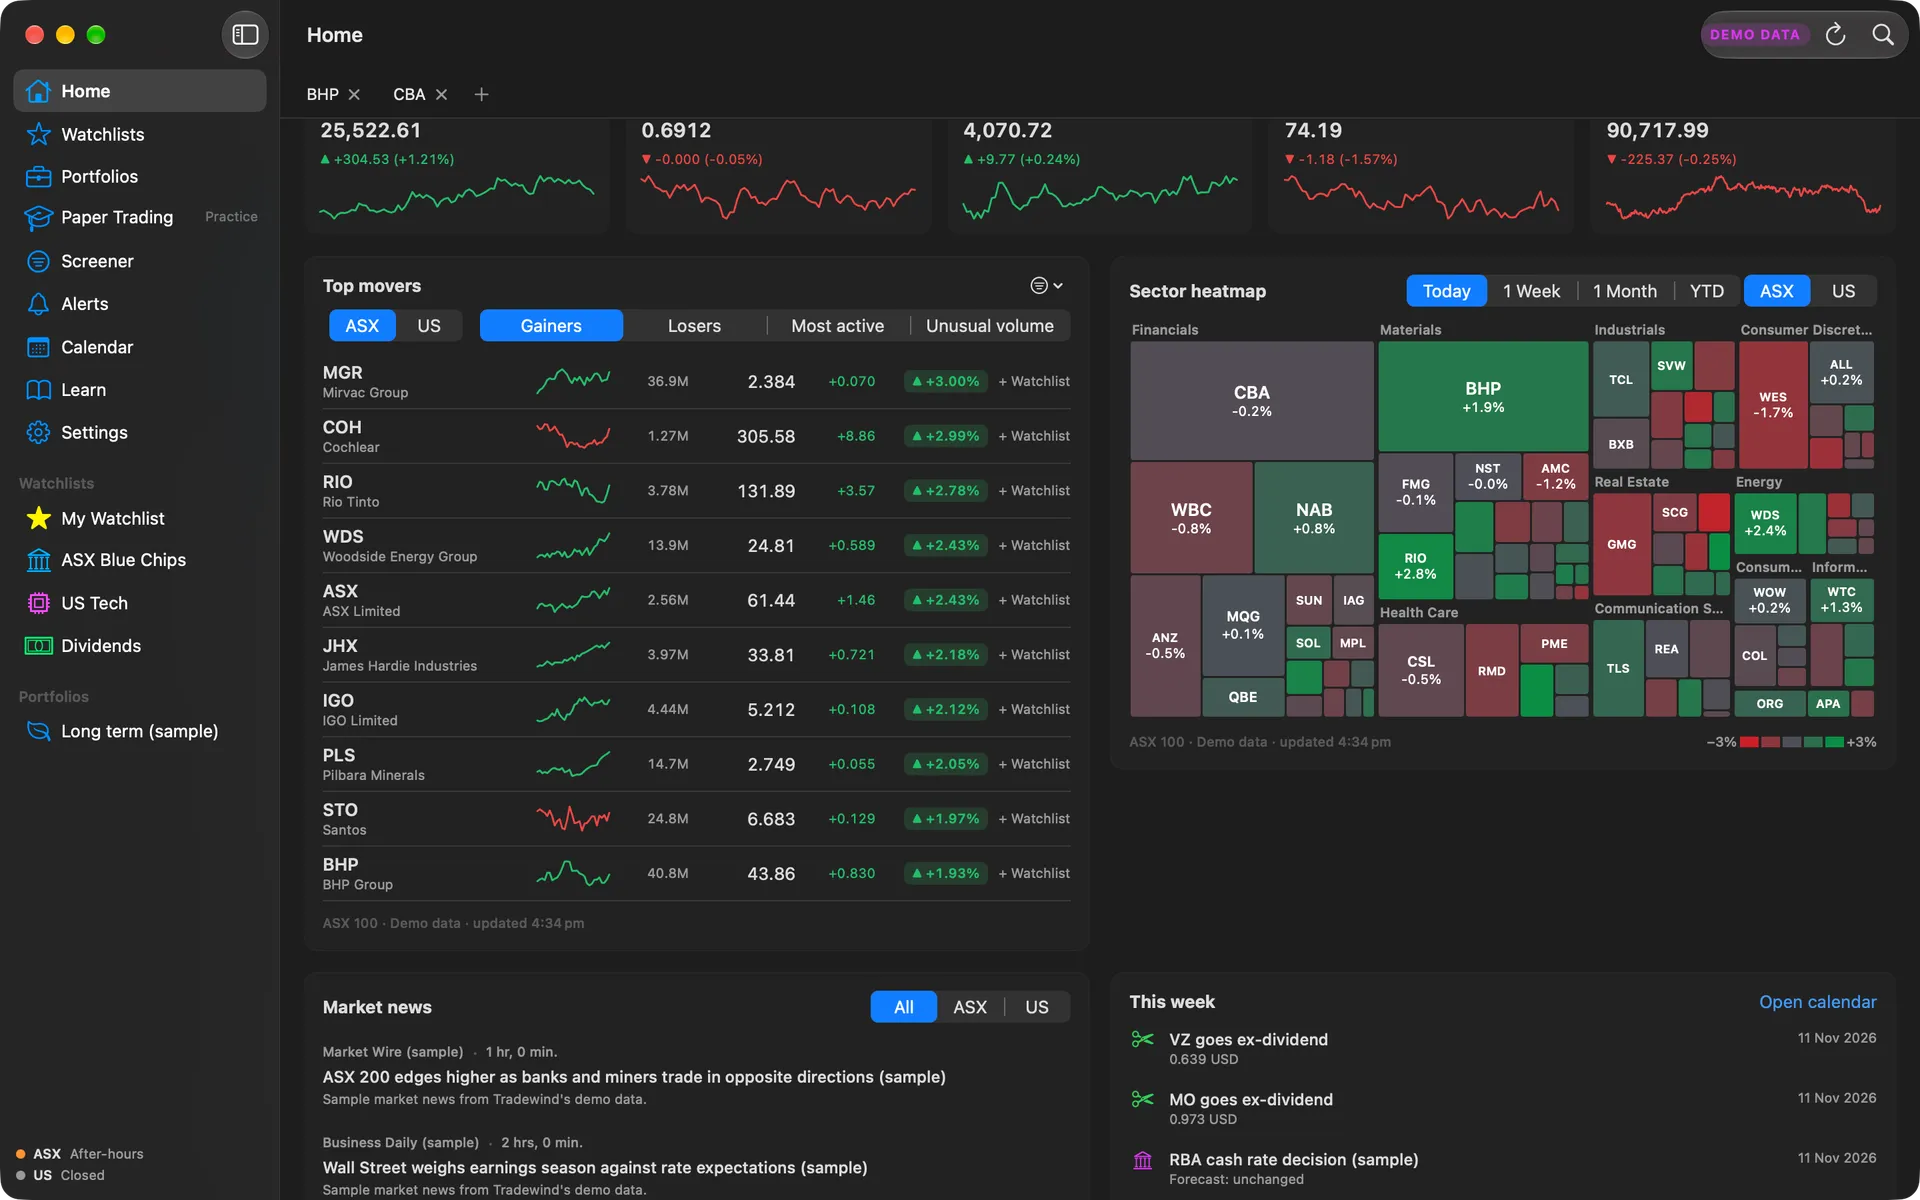 Home
DEMO DATA
BHP
CBA
Home
Watchlists
Portfolios
Paper Trading Practice
Screener
Alerts
Calendar
Learn
Settings
Watchlists
My Watchlist
ASX Blue Chips
US Tech
Dividends
Portfolios
Long term (sample)
ASX After-hours
US Closed
25,522.61
▲ +304.53 (+1.21%)
0.6912
▼ -0.000 (-0.05%)
4,070.72
▲ +9.77 (+0.24%)
74.19
▼ -1.18 (-1.57%)
90,717.99
▼ -225.37 (-0.25%)
Top movers
ASX US Gainers Losers Most active Unusual volume
MGR
Mirvac Group
36.9M 2.384 +0.070 ▲ +3.00% + Watchlist
COH
Cochlear
1.27M 305.58 +8.86 ▲ +2.99% + Watchlist
RIO
Rio Tinto
3.78M 131.89 +3.57 ▲ +2.78% + Watchlist
WDS
Woodside Energy Group
13.9M 24.81 +0.589 ▲ +2.43% + Watchlist
ASX
ASX Limited
2.56M 61.44 +1.46 ▲ +2.43% + Watchlist
JHX
James Hardie Industries
3.97M 33.81 +0.721 ▲ +2.18% + Watchlist
IGO
IGO Limited
4.44M 5.212 +0.108 ▲ +2.12% + Watchlist
PLS
Pilbara Minerals
14.7M 2.749 +0.055 ▲ +2.05% + Watchlist
STO
Santos
24.8M 6.683 +0.129 ▲ +1.97% + Watchlist
BHP
BHP Group
40.8M 43.86 +0.830 ▲ +1.93% + Watchlist
ASX 100 · Demo data · updated 4:34 pm
Sector heatmap
Today 1 Week 1 Month YTD ASX US
Financials
CBA
-0.2%
WBC
-0.8%
NAB
+0.8%
ANZ
-0.5%
MQG
+0.1%
SUN
IAG
SOL
MPL
QBE
Materials
BHP
+1.9%
FMG
-0.1%
NST
-0.0%
AMC
-1.2%
RIO
+2.8%
Health Care
CSL
-0.5%
RMD
PME
Industrials
TCL
SVW
BXB
Consumer Discret...
WES
-1.7%
ALL
+0.2%
Real Estate
GMG
SCG
Energy
WDS
+2.4%
Communication S...
TLS
REA
Consum...
WOW
+0.2%
COL
Inform...
WTC
+1.3%
ORG
APA
ASX 100 · Demo data · updated 4:34 pm
−3% +3%
Market news
All ASX US
Market Wire (sample) · 1 hr, 0 min.
ASX 200 edges higher as banks and miners trade in opposite directions (sample)
Sample market news from Tradewind's demo data.
Business Daily (sample) · 2 hrs, 0 min.
Wall Street weighs earnings season against rate expectations (sample)
Sample market news from Tradewind's demo data.
This week
Open calendar
VZ goes ex-dividend
0.639 USD
11 Nov 2026
MO goes ex-dividend
0.973 USD
11 Nov 2026
RBA cash rate decision (sample)
Forecast: unchanged
11 Nov 2026